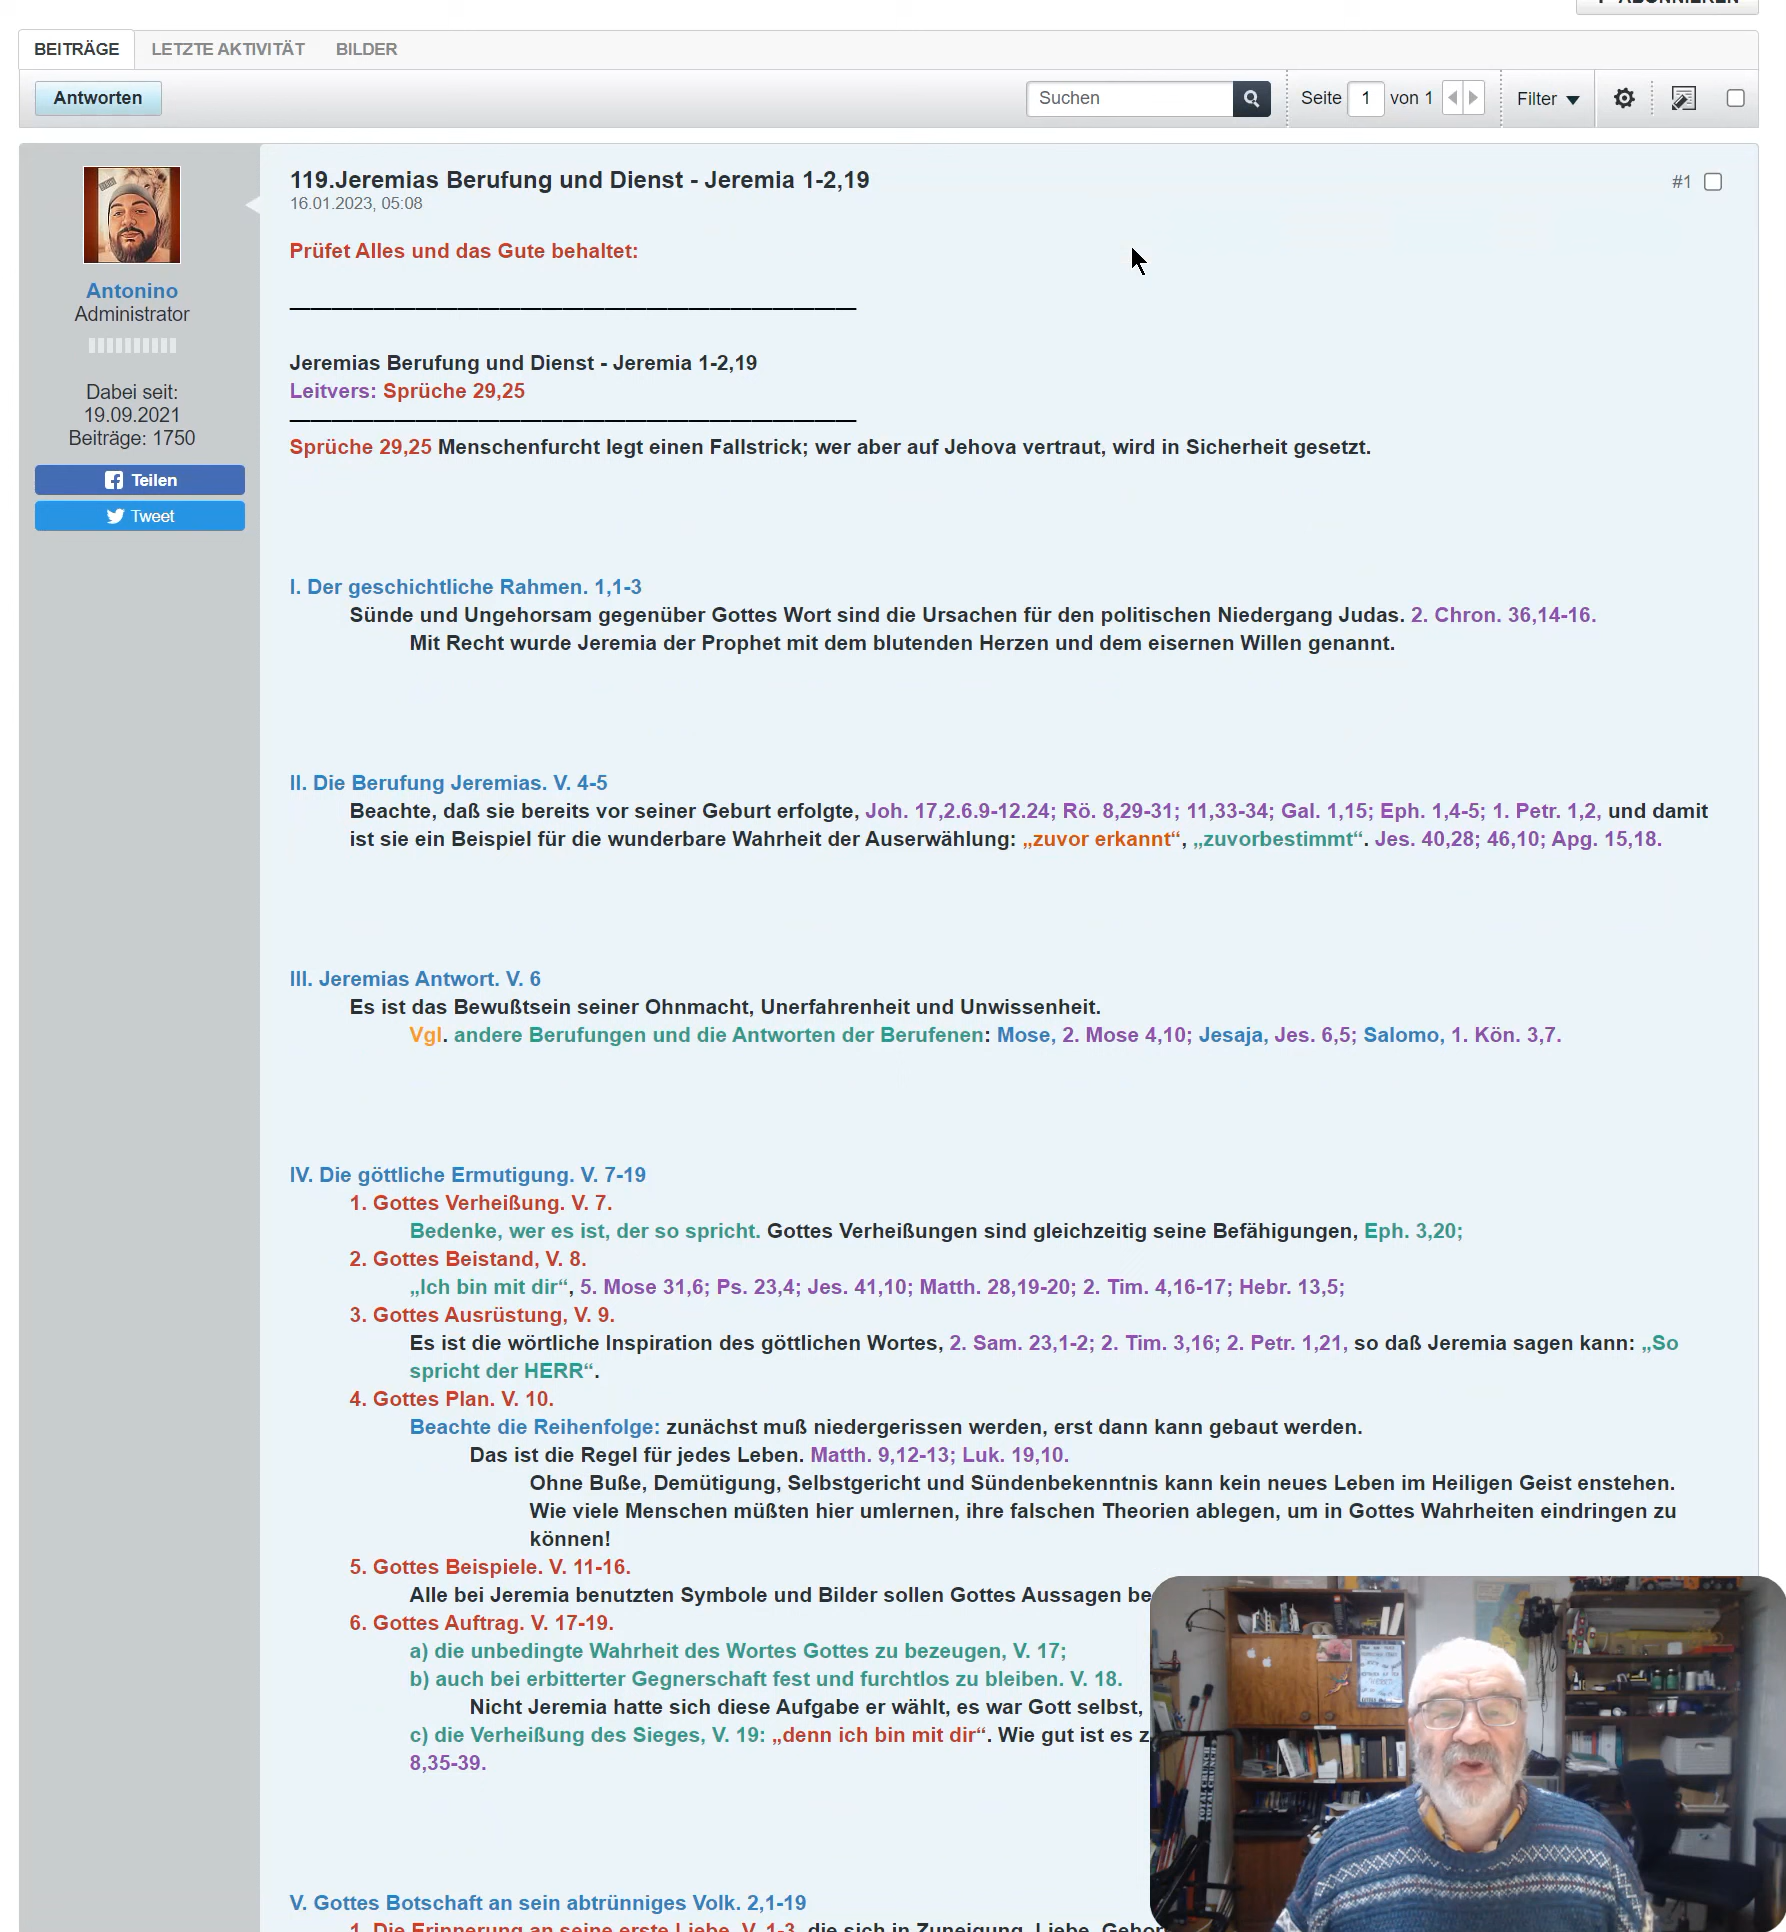 ABONNIEREN
BEITRÄGE LETZTE AKTIVITÄT BILDER
Antworten Suchen Seite 1 von 1 Filter
119.Jeremias Berufung und Dienst - Jeremia 1-2,19 #1
16.01.2023, 05:08
Prüfet Alles und das Gute behaltet:
Antonino
Administrator
Dabei seit:
19.09.2021
Beiträge: 1750
Teilen
Tweet
Jeremias Berufung und Dienst - Jeremia 1-2,19
Leitvers: Sprüche 29,25
Sprüche 29,25 Menschenfurcht legt einen Fallstrick; wer aber auf Jehova vertraut, wird in Sicherheit gesetzt.
I. Der geschichtliche Rahmen. 1,1-3
Sünde und Ungehorsam gegenüber Gottes Wort sind die Ursachen für den politischen Niedergang Judas. 2. Chron. 36,14-16.
Mit Recht wurde Jeremia der Prophet mit dem blutenden Herzen und dem eisernen Willen genannt.
II. Die Berufung Jeremias. V. 4-5
Beachte, daß sie bereits vor seiner Geburt erfolgte, Joh. 17,2.6.9-12.24; Rö. 8,29-31; 11,33-34; Gal. 1,15; Eph. 1,4-5; 1. Petr. 1,2, und damit
ist sie ein Beispiel für die wunderbare Wahrheit der Auserwählung: „zuvor erkannt“, „zuvorbestimmt“. Jes. 40,28; 46,10; Apg. 15,18.
III. Jeremias Antwort. V. 6
Es ist das Bewußtsein seiner Ohnmacht, Unerfahrenheit und Unwissenheit.
Vgl. andere Berufungen und die Antworten der Berufenen: Mose, 2. Mose 4,10; Jesaja, Jes. 6,5; Salomo, 1. Kön. 3,7.
IV. Die göttliche Ermutigung. V. 7-19
1. Gottes Verheißung. V. 7.
Bedenke, wer es ist, der so spricht. Gottes Verheißungen sind gleichzeitig seine Befähigungen, Eph. 3,20;
2. Gottes Beistand, V. 8.
„Ich bin mit dir“, 5. Mose 31,6; Ps. 23,4; Jes. 41,10; Matth. 28,19-20; 2. Tim. 4,16-17; Hebr. 13,5;
3. Gottes Ausrüstung, V. 9.
Es ist die wörtliche Inspiration des göttlichen Wortes, 2. Sam. 23,1-2; 2. Tim. 3,16; 2. Petr. 1,21, so daß Jeremia sagen kann: „So
spricht der HERR“.
4. Gottes Plan. V. 10.
Beachte die Reihenfolge: zunächst muß niedergerissen werden, erst dann kann gebaut werden.
Das ist die Regel für jedes Leben. Matth. 9,12-13; Luk. 19,10.
Ohne Buße, Demütigung, Selbstgericht und Sündenbekenntnis kann kein neues Leben im Heiligen Geist enstehen.
Wie viele Menschen müßten hier umlernen, ihre falschen Theorien ablegen, um in Gottes Wahrheiten eindringen zu
können!
5. Gottes Beispiele. V. 11-16.
Alle bei Jeremia benutzten Symbole und Bilder sollen Gottes Aussagen be
6. Gottes Auftrag. V. 17-19.
a) die unbedingte Wahrheit des Wortes Gottes zu bezeugen, V. 17;
b) auch bei erbitterter Gegnerschaft fest und furchtlos zu bleiben. V. 18.
Nicht Jeremia hatte sich diese Aufgabe er wählt, es war Gott selbst,
c) die Verheißung des Sieges, V. 19: „denn ich bin mit dir“. Wie gut ist es z
8,35-39.
V. Gottes Botschaft an sein abtrünniges Volk. 2,1-19
1. Die Erinnerung an seine erste Liebe. V. 1-3, die sich in Zuneigung, Liebe, Gehor